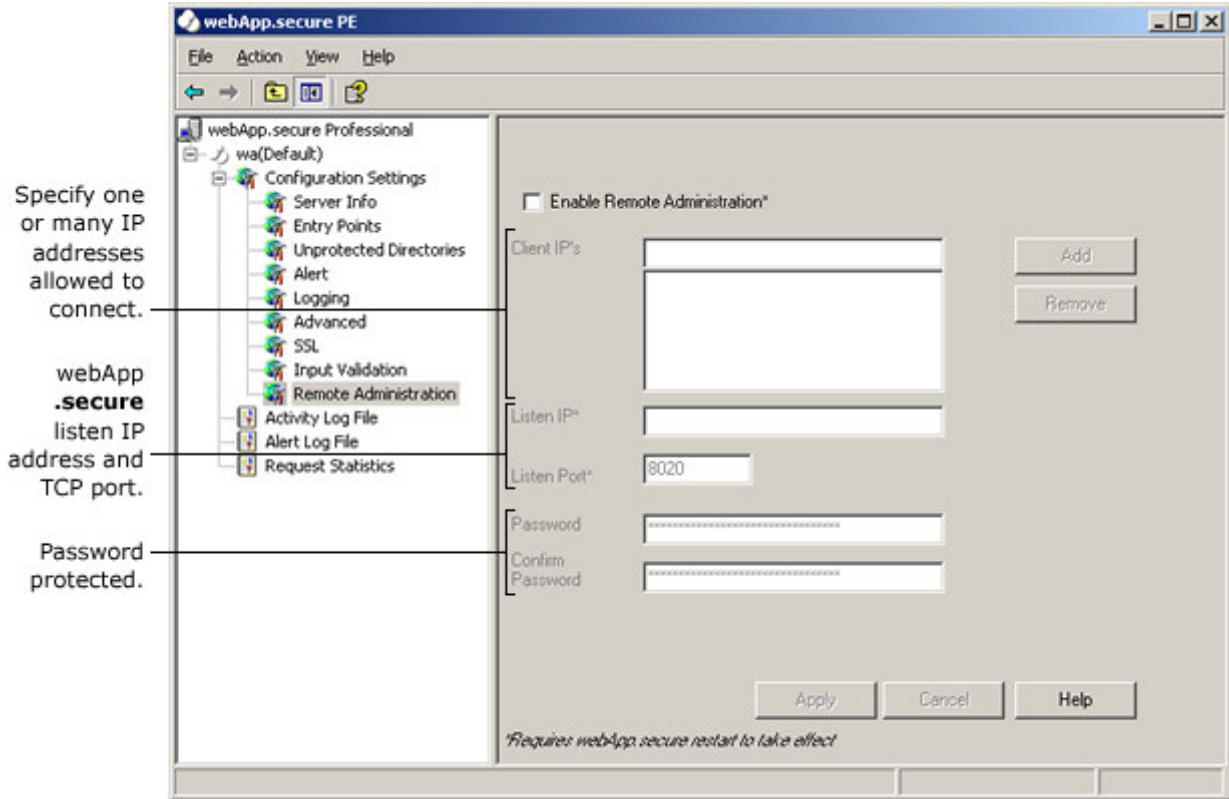 webApp.secure PE
File Action View Help
webApp.secure Professional
wa(Default)
Configuration Settings
Server Info
Entry Points
Unprotected Directories
Alert
Logging
Advanced
SSL
Input Validation
Remote Administration
Activity Log File
Alert Log File
Request Statistics
Specify one
or many IP
addresses
allowed to
connect.
webApp
.secure
listen IP
address and
TCP port.
Password
protected.
Enable Remote Administration*
Client IP's
Add
Remove
Listen IP*
Listen Port*
8020
Password
Confirm
Password
Apply
Cancel
Help
*Requires webApp.secure restart to take effect